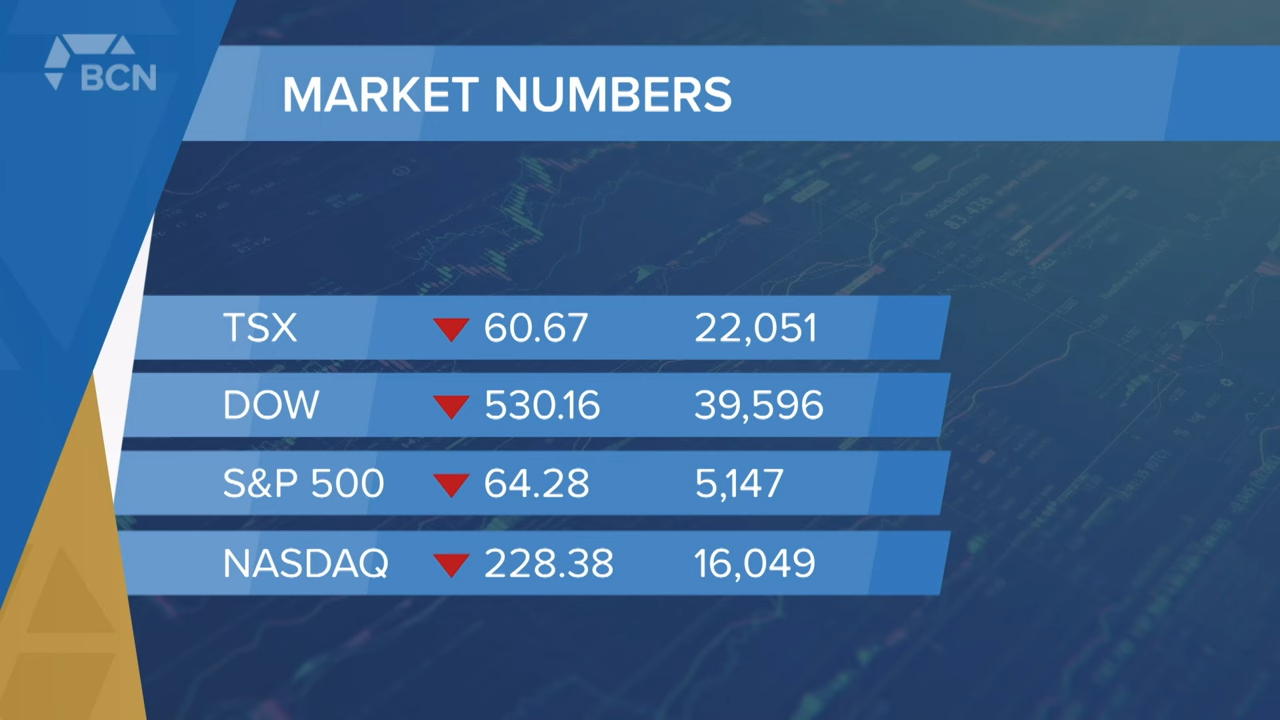 BCN
MARKET NUMBERS
TSX ▼ 60.67 22,051
DOW ▼ 530.16 39,596
S&P 500 ▼ 64.28 5,147
NASDAQ ▼ 228.38 16,049